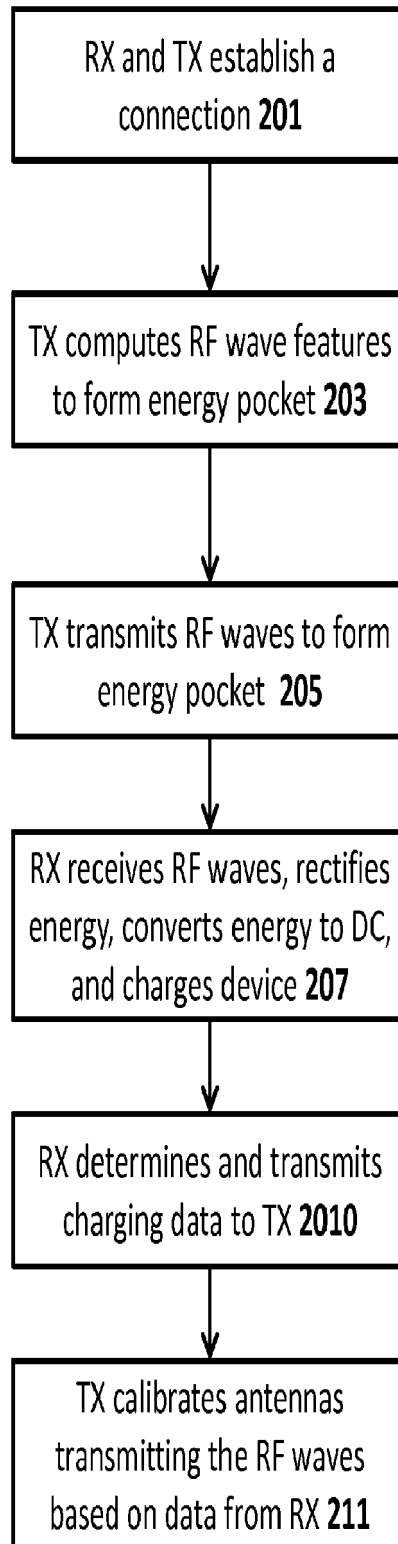 RX and TX establish a
connection 201
TX computes RF wave features
to form energy pocket 203
TX transmits RF waves to form
energy pocket 205
RX receives RF waves, rectifies
energy, converts energy to DC,
and charges device 207
RX determines and transmits
charging data to TX 2010
TX calibrates antennas
transmitting the RF waves
based on data from RX 211